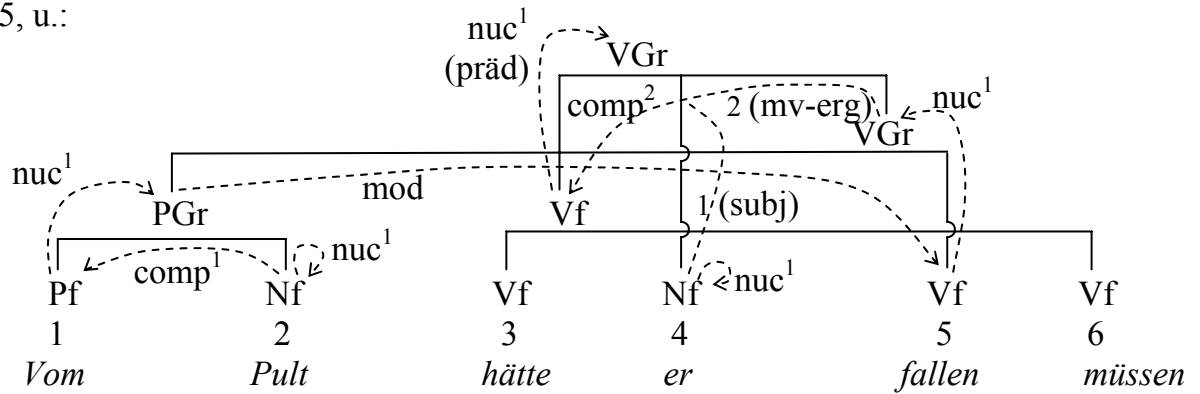 5, u.:
nuc¹
(präd) VGr
comp² 2 (mv-erg) nuc¹
VGr
nuc¹ mod
PGr Vf 1 (subj)
comp¹ nuc¹ nuc¹
Pf Nf Vf Nf Vf Vf
1 2 3 4 5 6
Vom Pult hätte er fallen müssen